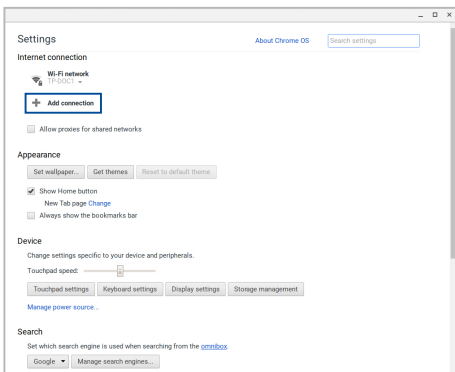 Settings
About Chrome OS
Search settings
Internet connection
Wi-Fi network
TP-DOC1
Add connection
Allow proxies for shared networks
Appearance
Set wallpaper... Get themes Reset to default theme
Show Home button
New Tab page Change
Always show the bookmarks bar
Device
Change settings specific to your device and peripherals.
Touchpad speed:
Touchpad settings Keyboard settings Display settings Storage management
Manage power source...
Search
Set which search engine is used when searching from the omnibox.
Google Manage search engines...